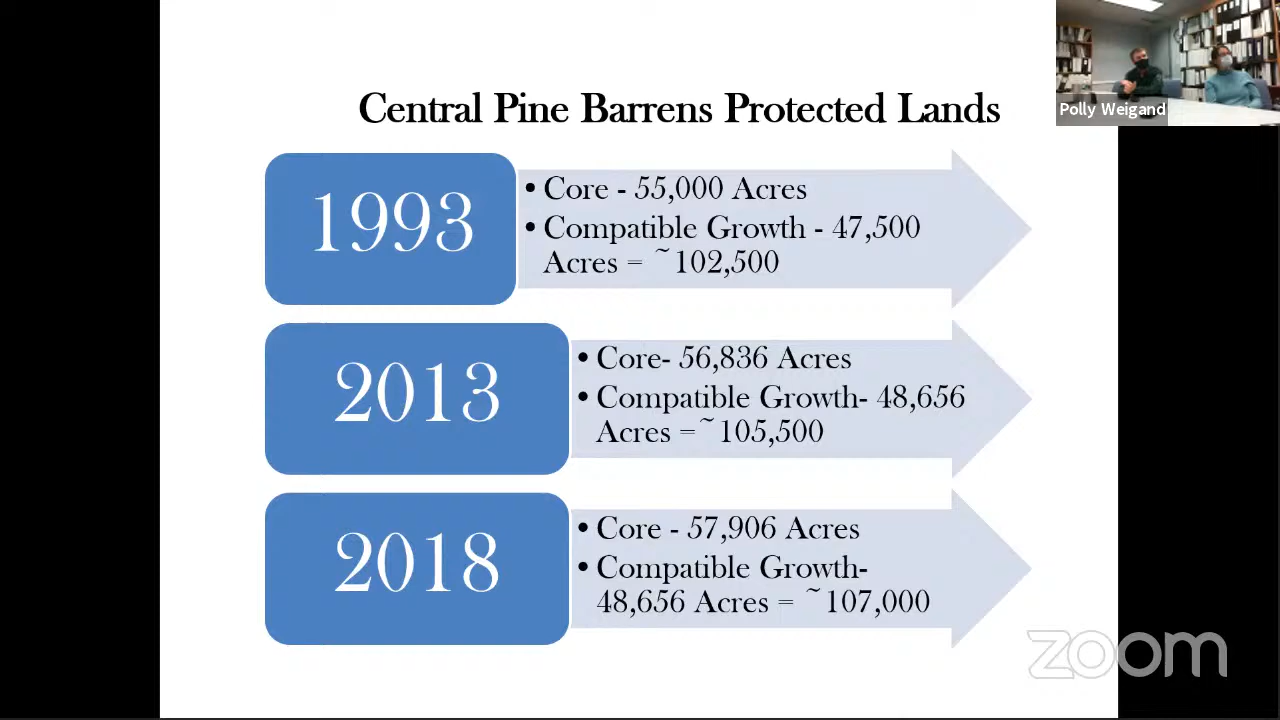 Central Pine Barrens Protected Lands
Polly Weigand
1993
• Core - 55,000 Acres
• Compatible Growth - 47,500
Acres = ~102,500
2013
• Core- 56,836 Acres
• Compatible Growth- 48,656
Acres =~105,500
2018
• Core - 57,906 Acres
• Compatible Growth-
48,656 Acres = ~107,000
zoom